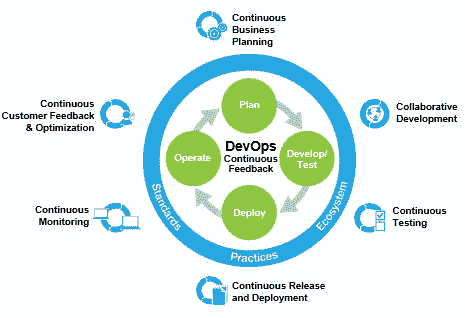 Continuous
Business
Planning
Continuous
Customer Feedback
& Optimization
Collaborative
Development
Plan
Operate
DevOps
Continuous
Feedback
Develop/
Test
Deploy
Standards
Practices
Ecosystem
Continuous
Monitoring
Continuous
Testing
Continuous Release
and Deployment